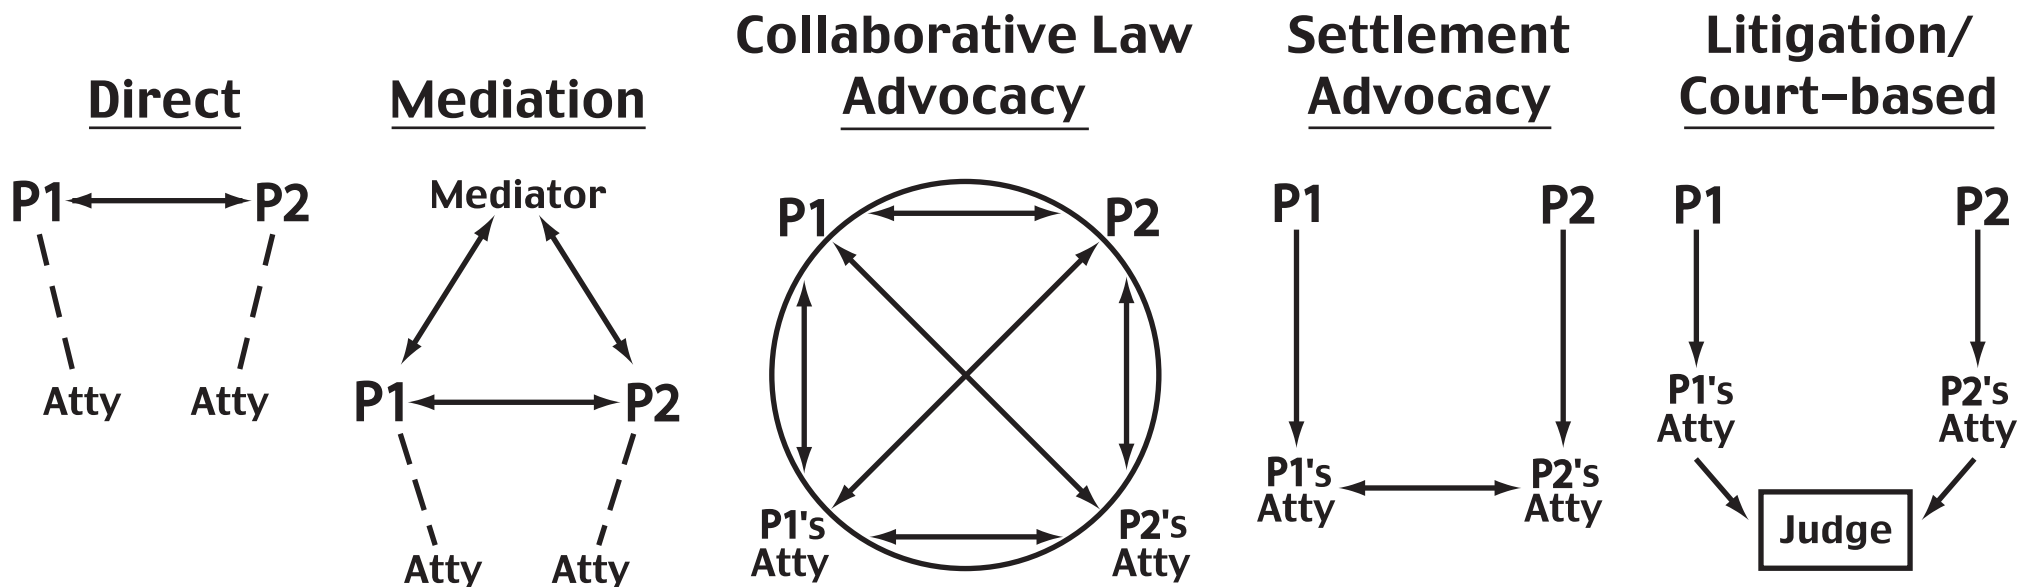 Direct
P1
P2
Atty
Atty
Mediation
Mediator
P1
P2
Atty
Atty
Collaborative Law
Advocacy
P1
P2
P1's
Atty
P2's
Atty
Settlement
Advocacy
P1
P2
P1's
Atty
P2's
Atty
Litigation/
Court-based
P1
P2
P1's
Atty
P2's
Atty
Judge